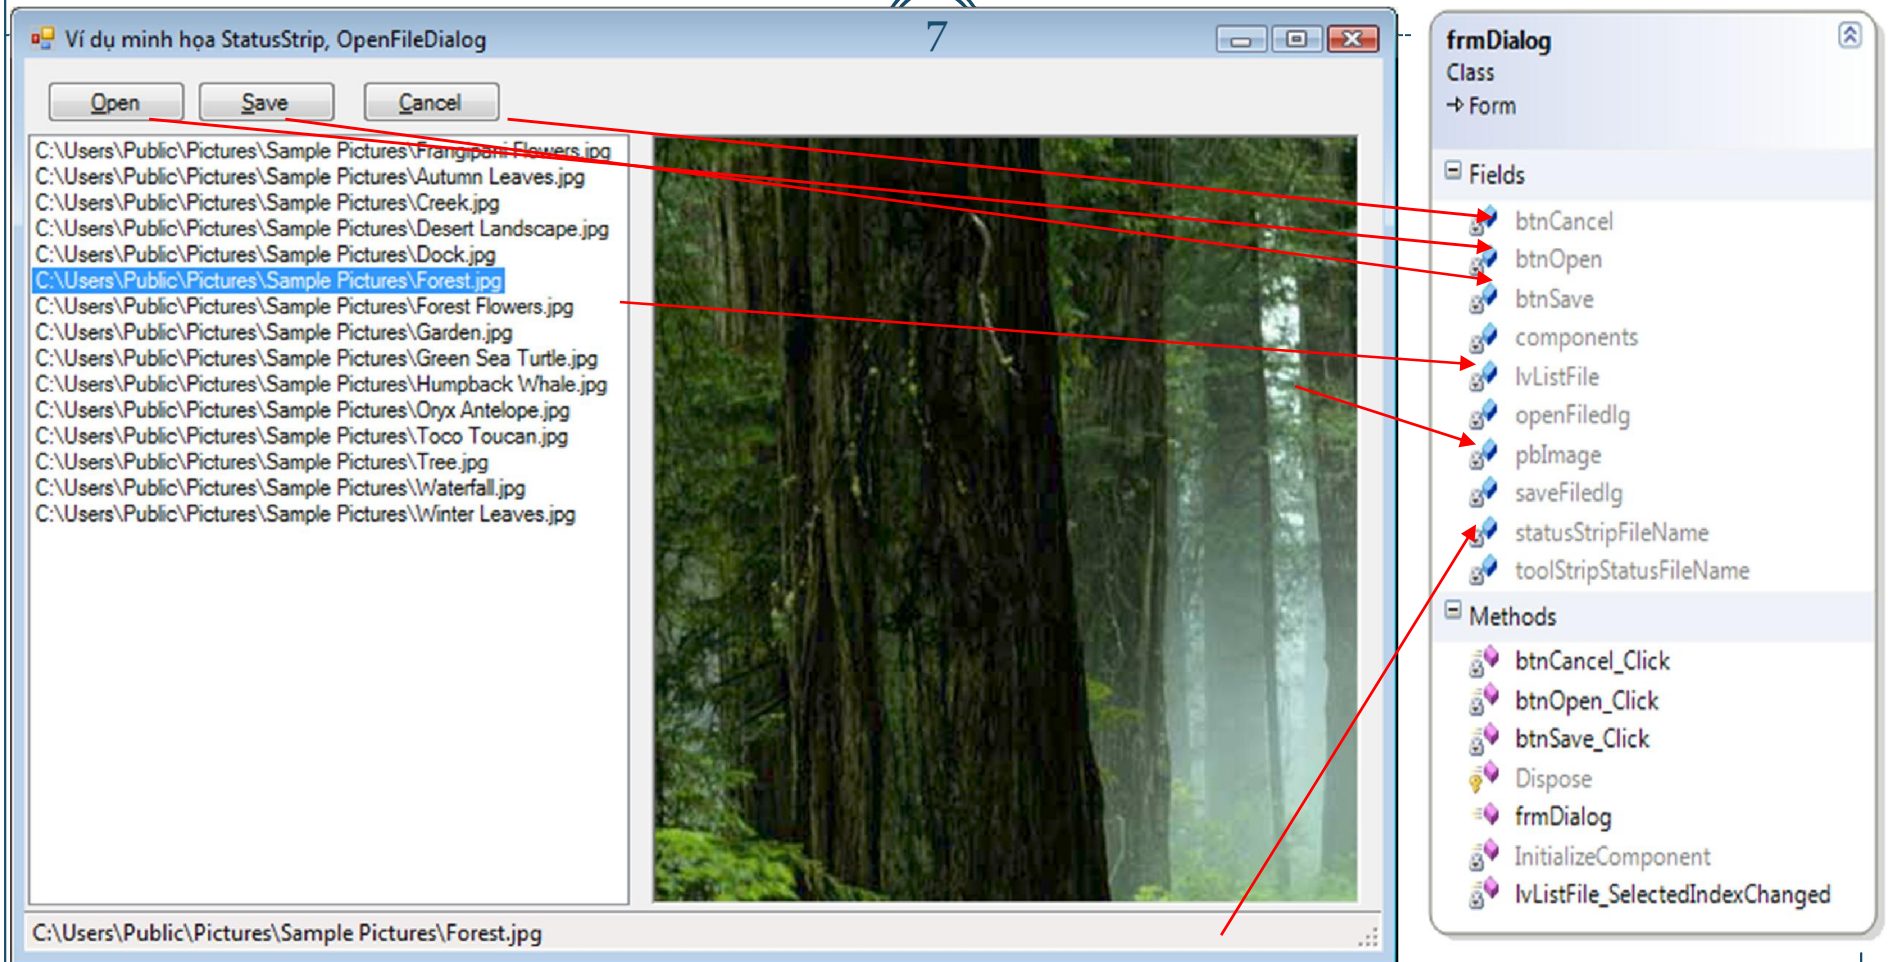 7
Ví dụ minh họa StatusStrip, OpenFileDialog
Open Save Cancel
C:\Users\Public\Pictures\Sample Pictures\Frangipani Flowers.jpg
C:\Users\Public\Pictures\Sample Pictures\Autumn Leaves.jpg
C:\Users\Public\Pictures\Sample Pictures\Creek.jpg
C:\Users\Public\Pictures\Sample Pictures\Desert Landscape.jpg
C:\Users\Public\Pictures\Sample Pictures\Dock.jpg
C:\Users\Public\Pictures\Sample Pictures\Forest.jpg
C:\Users\Public\Pictures\Sample Pictures\Forest Flowers.jpg
C:\Users\Public\Pictures\Sample Pictures\Garden.jpg
C:\Users\Public\Pictures\Sample Pictures\Green Sea Turtle.jpg
C:\Users\Public\Pictures\Sample Pictures\Humpback Whale.jpg
C:\Users\Public\Pictures\Sample Pictures\Oryx Antelope.jpg
C:\Users\Public\Pictures\Sample Pictures\Toco Toucan.jpg
C:\Users\Public\Pictures\Sample Pictures\Tree.jpg
C:\Users\Public\Pictures\Sample Pictures\Waterfall.jpg
C:\Users\Public\Pictures\Sample Pictures\Winter Leaves.jpg
C:\Users\Public\Pictures\Sample Pictures\Forest.jpg
frmDialog
Class
Form
Fields
btnCancel
btnOpen
btnSave
components
lvListFile
openFiledlg
pbImage
saveFiledlg
statusStripFileName
toolStripStatusFileName
Methods
btnCancel_Click
btnOpen_Click
btnSave_Click
Dispose
frmDialog
InitializeComponent
lvListFile_SelectedIndexChanged